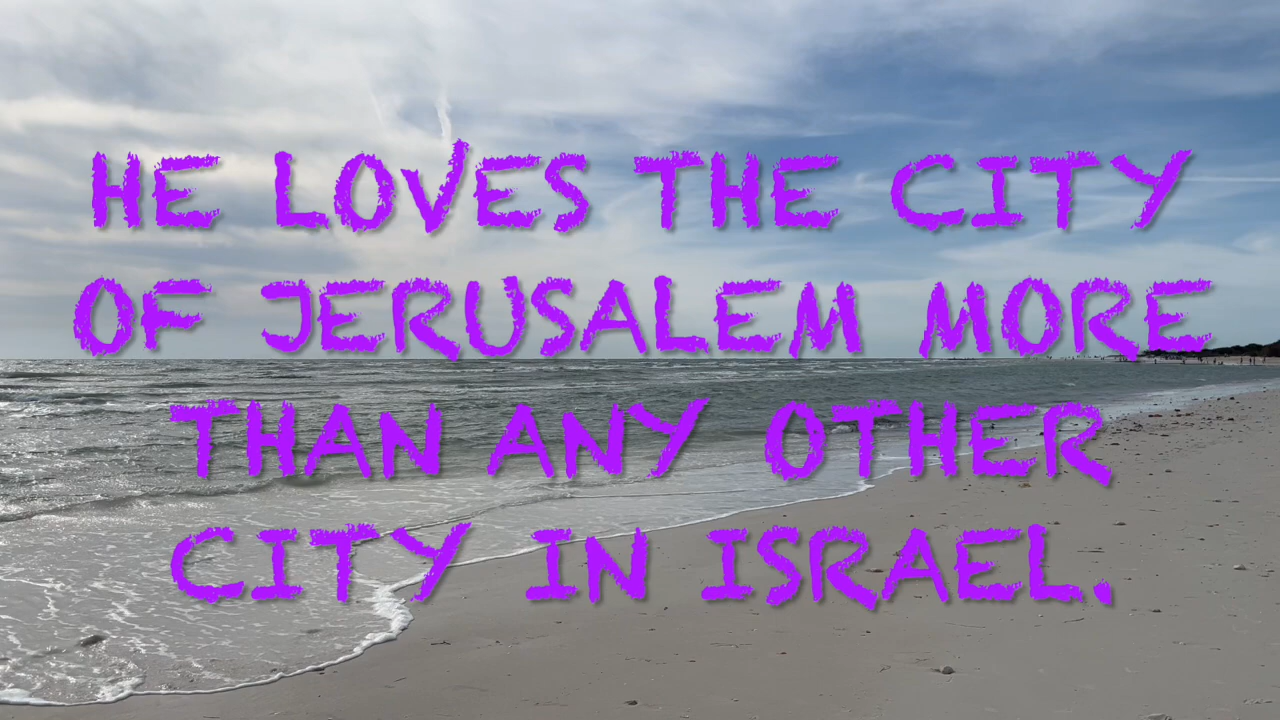 HE LOVES THE CITY
OF JERUSALEM MORE
THAN ANY OTHER
CITY IN ISRAEL.